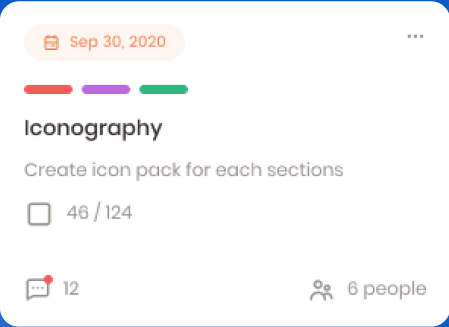 Sep 30, 2020
Iconography
Create icon pack for each sections
46 / 124
12
6 people